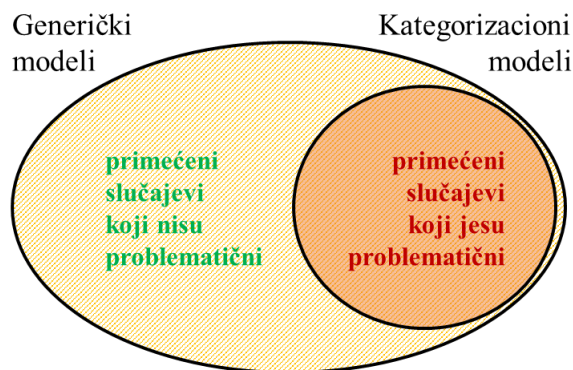 Generički
modeli
Kategorizacioni
modeli
primećeni
slučajevi
koji nisu
problematični
primećeni
slučajevi
koji jesu
problematični